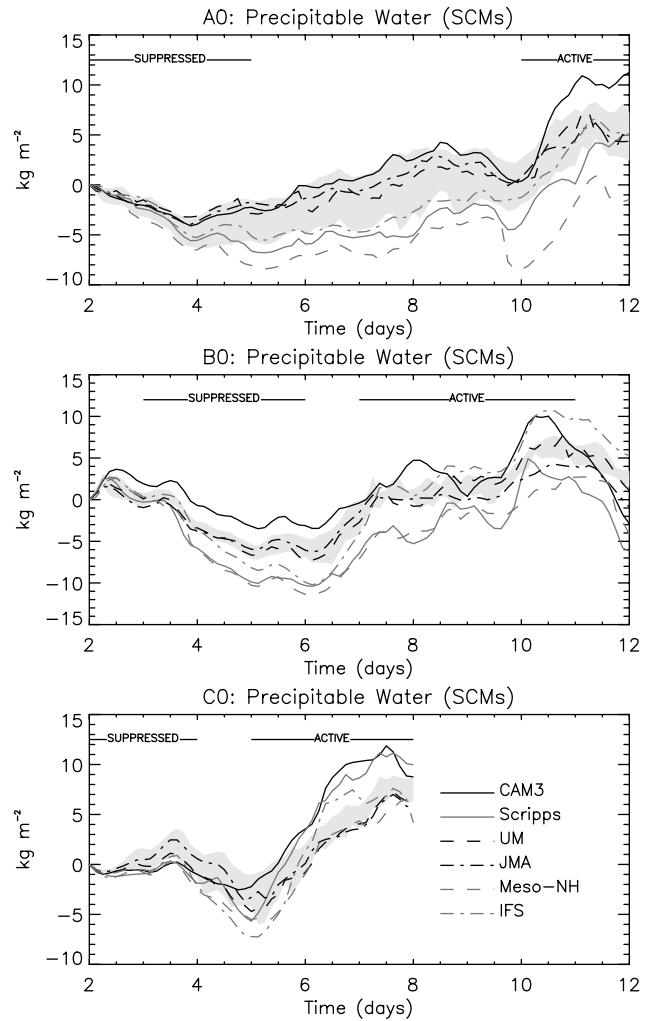 A0: Precipitable Water (SCMs)
15
SUPPRESSED
ACTIVE
10
5
0
−5
−10
kg m⁻²
2 4 6 8 10 12
Time (days)
B0: Precipitable Water (SCMs)
15
SUPPRESSED
ACTIVE
10
5
0
−5
−10
−15
kg m⁻²
2 4 6 8 10 12
Time (days)
C0: Precipitable Water (SCMs)
15
SUPPRESSED
ACTIVE
10
5
0
−5
−10
kg m⁻²
CAM3
Scripps
UM
JMA
Meso−NH
IFS
2 4 6 8 10 12
Time (days)